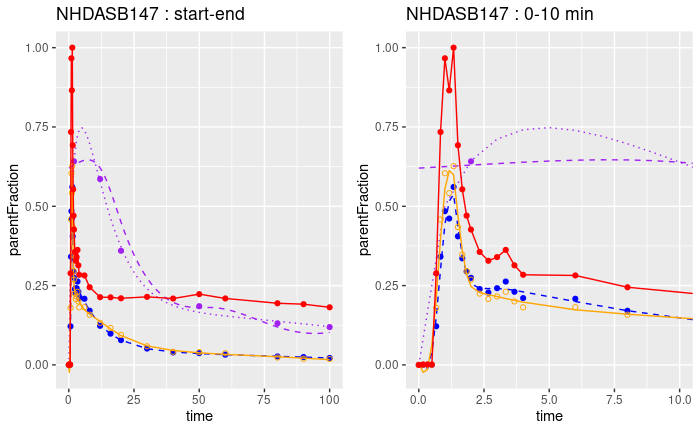 NHDASB147 : start-end
parentFraction
1.00
0.75
0.50
0.25
0.00
0 25 50 75 100
time
NHDASB147 : 0-10 min
parentFraction
1.00
0.75
0.50
0.25
0.00
0.0 2.5 5.0 7.5 10.0
time